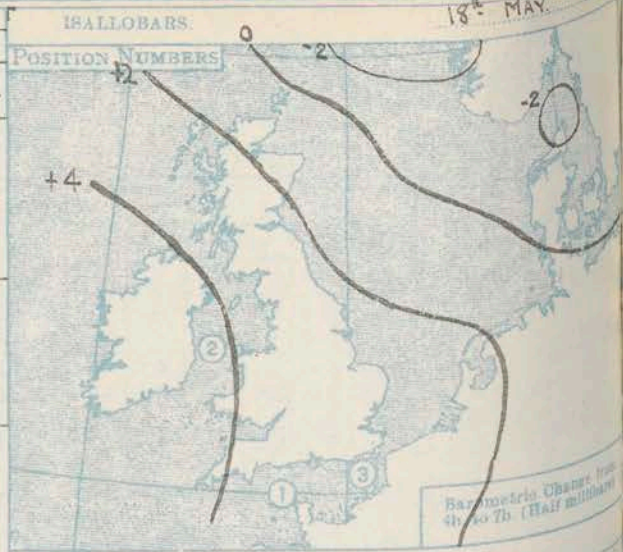 ISALLOBARS.
18th MAY.
POSITION NUMBERS
0
-2
+2
-2
+4
2
3
1
Barometric Change from
4h. to 7h. (Half millibars)